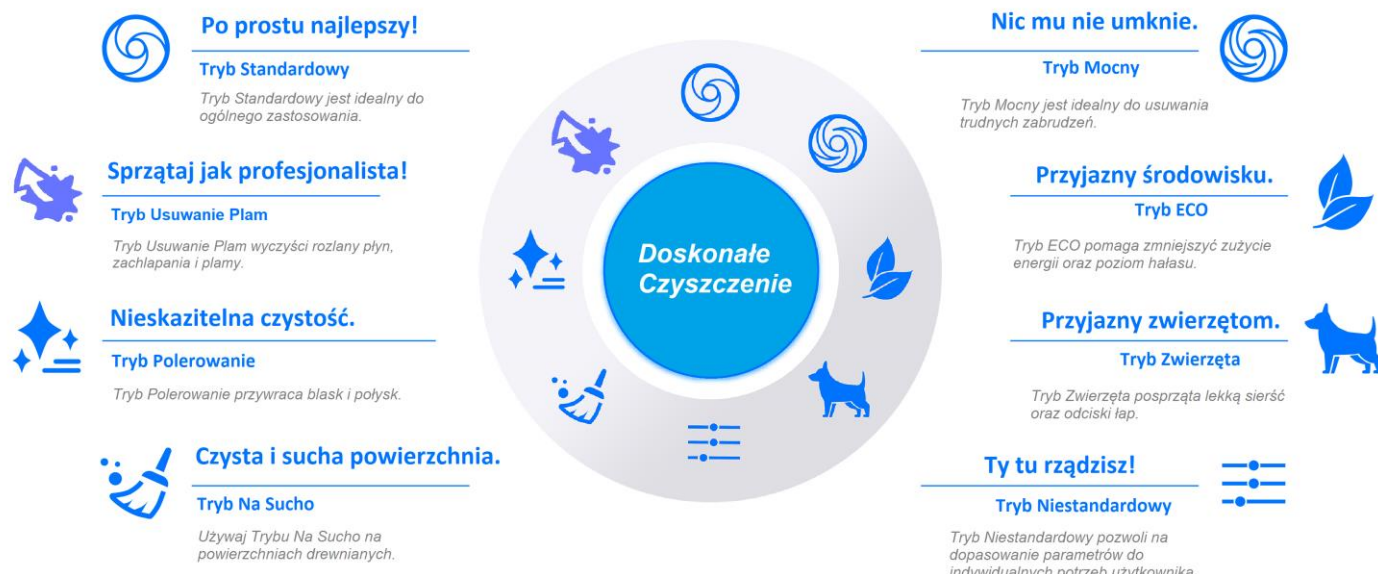 Po prostu najlepszy!
Tryb Standardowy
Tryb Standardowy jest idealny do
ogólnego zastosowania.
Sprzątaj jak profesjonalista!
Tryb Usuwanie Plam
Tryb Usuwanie Plam wyczyści rozlany płyn,
zachlapania i plamy.
Nieskazitelna czystość.
Tryb Polerowanie
Tryb Polerowanie przywraca blask i połysk.
Czysta i sucha powierzchnia.
Tryb Na Sucho
Używaj Trybu Na Sucho na
powierzchniach drewnianych.
Doskonałe
Czyszczenie
Nic mu nie umknie.
Tryb Mocny
Tryb Mocny jest idealny do usuwania
trudnych zabrudzeń.
Przyjazny środowisku.
Tryb ECO
Tryb ECO pomaga zmniejszyć zużycie
energii oraz poziom hałasu.
Przyjazny zwierzętom.
Tryb Zwierzęta
Tryb Zwierzęta posprząta lekką sierść
oraz odciski łap.
Ty tu rządzisz!
Tryb Niestandardowy
Tryb Niestandardowy pozwoli na
dopasowanie parametrów do
indywidualnych potrzeb użytkownika